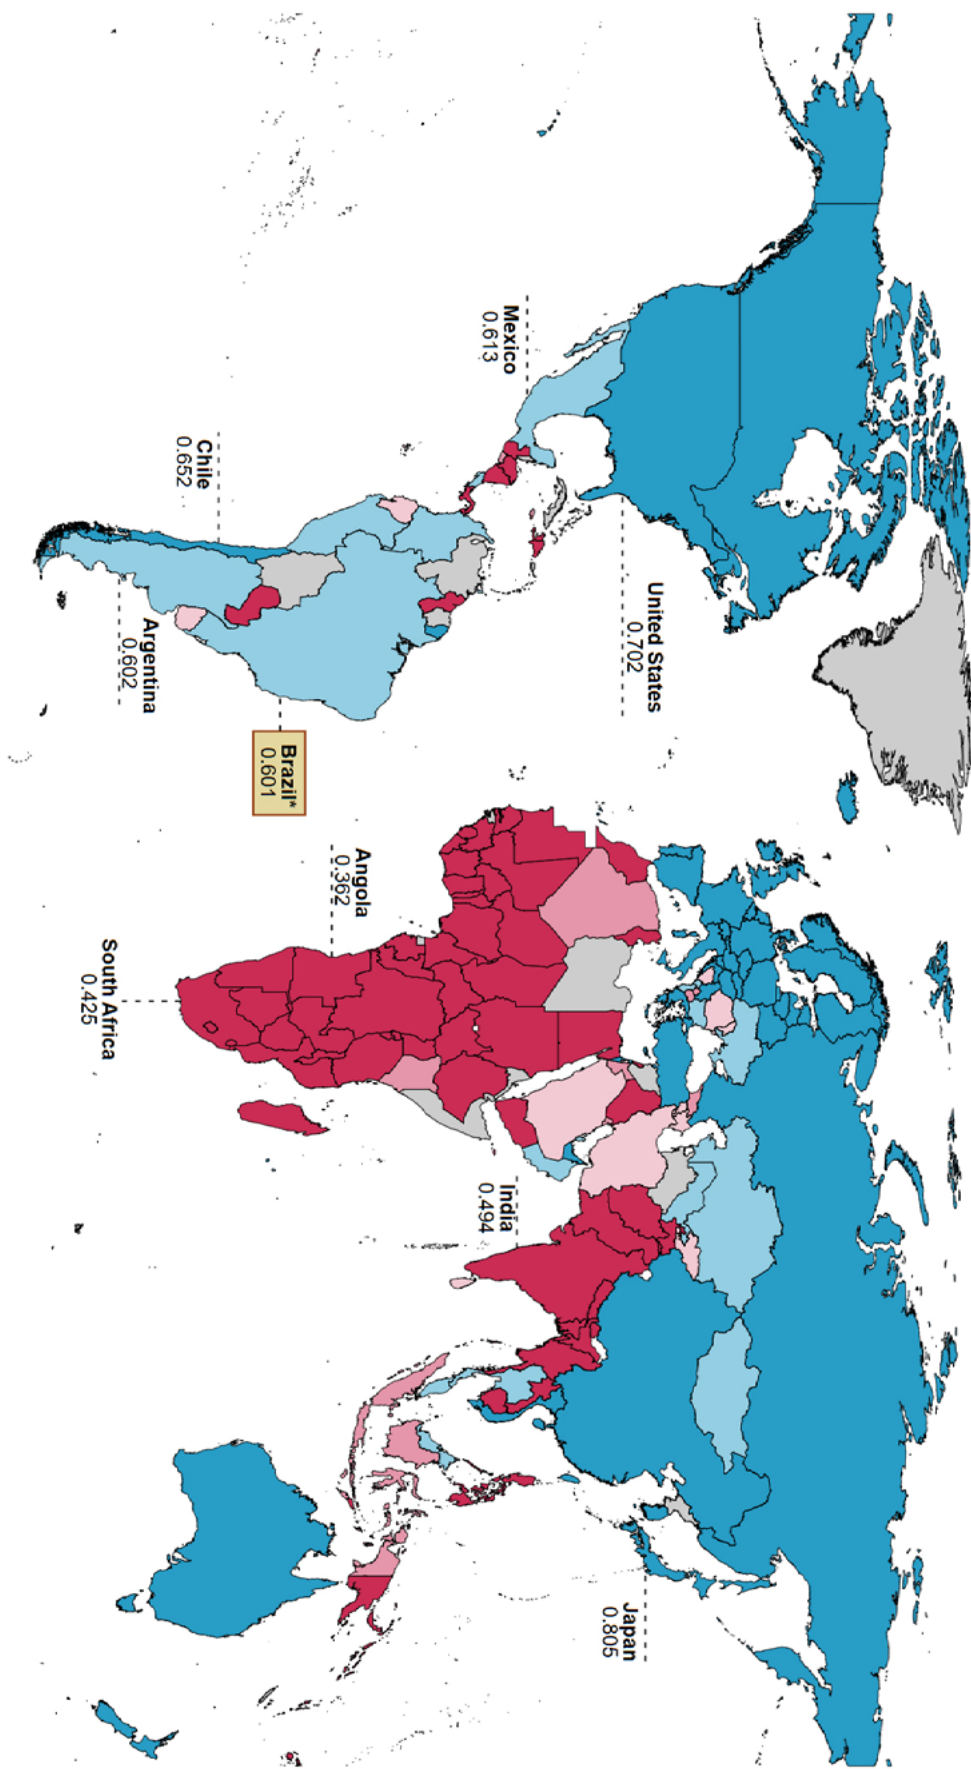 United States
0.702
Mexico
0.613
Chile
0.652
Argentina
0.602
Brazil*
0.601
Angola
0.362
South Africa
0.425
India
0.494
Japan
0.805